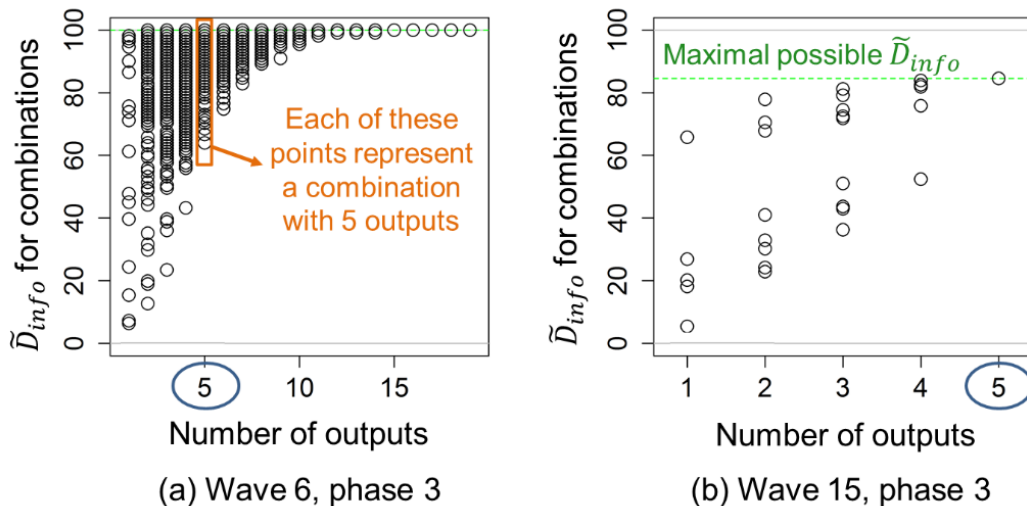 D̃info for combinations
100
80
60
40
20
0
Each of these
points represent
a combination
with 5 outputs
5
10
15
Number of outputs
(a) Wave 6, phase 3
D̃info for combinations
100
80
60
40
20
0
Maximal possible D̃info
1 2 3 4 5
Number of outputs
(b) Wave 15, phase 3